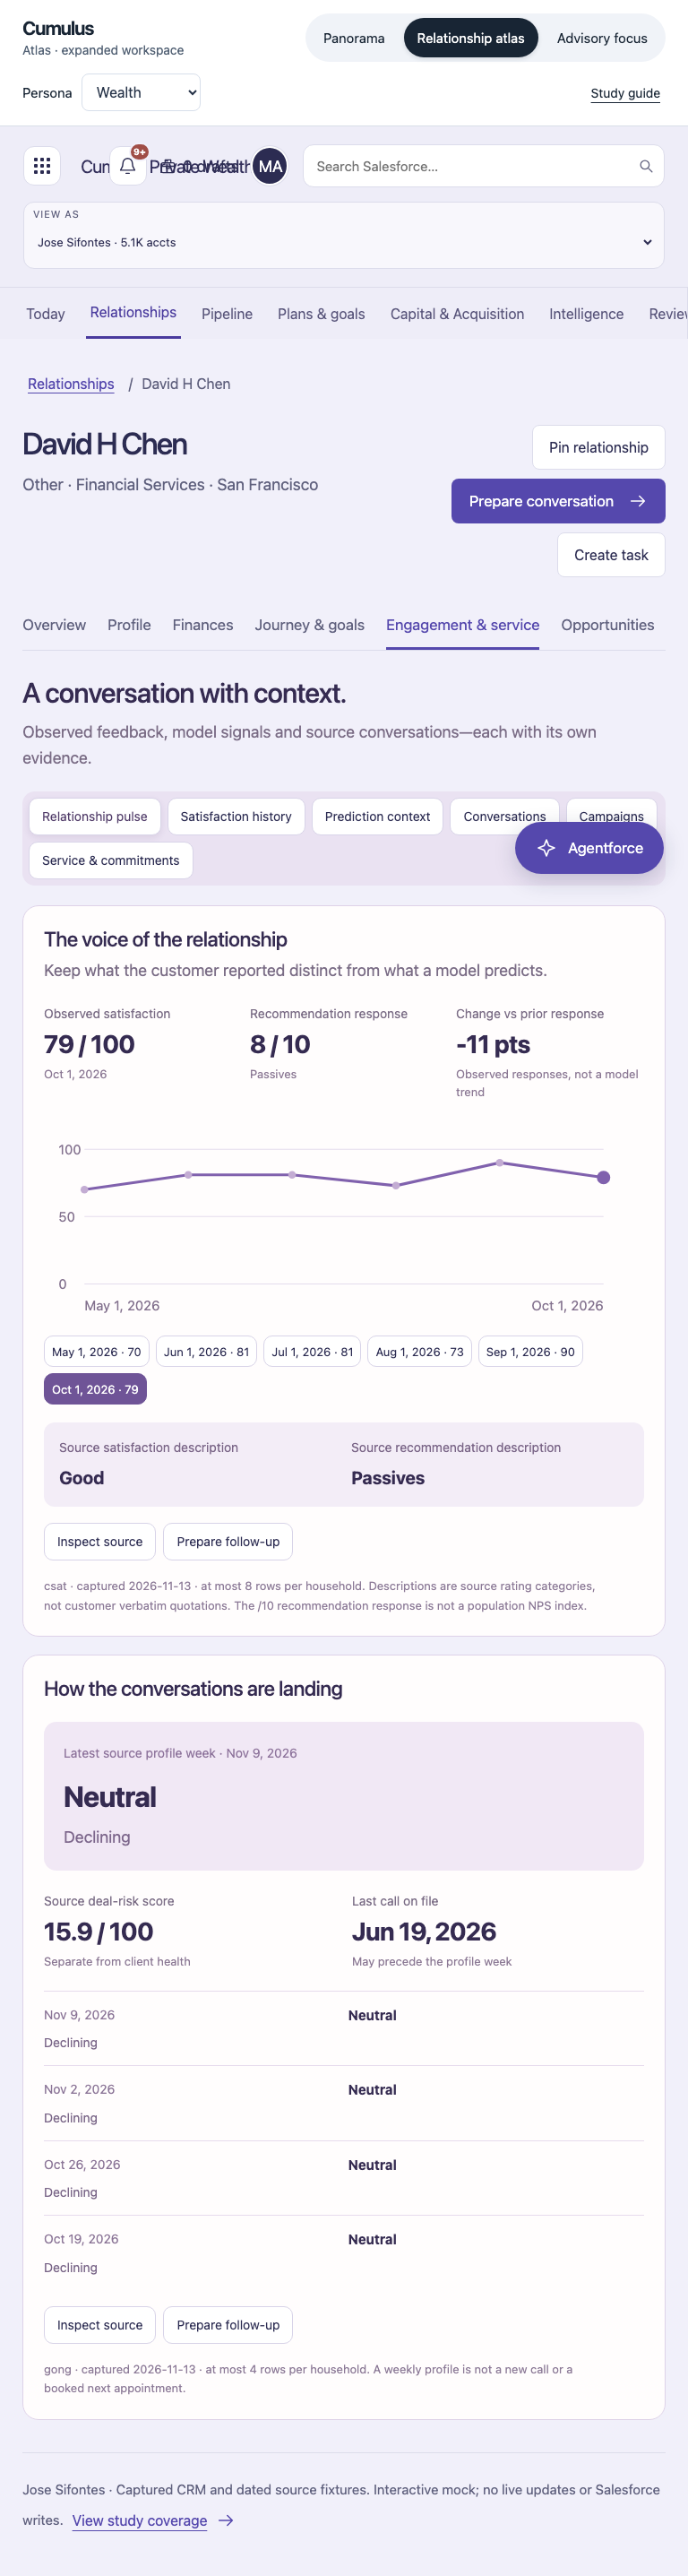 Cumulus
Atlas · expanded workspace
Panorama
Relationship atlas
Advisory focus
Persona
Wealth
Study guide
9+
MA
Search Salesforce...
VIEW AS
Jose Sifontes · 5.1K accts
Today
Relationships
Pipeline
Plans & goals
Capital & Acquisition
Intelligence
Relationships / David H Chen
David H Chen
Other · Financial Services · San Francisco
Pin relationship
Prepare conversation
Create task
Overview
Profile
Finances
Journey & goals
Engagement & service
Opportunities
A conversation with context.
Observed feedback, model signals and source conversations—each with its own
evidence.
Relationship pulse
Satisfaction history
Prediction context
Conversations
Campaigns
Service & commitments
Agentforce
The voice of the relationship
Keep what the customer reported distinct from what a model predicts.
Observed satisfaction
79 / 100
Oct 1, 2026
Recommendation response
8 / 10
Passives
Change vs prior response
-11 pts
Observed responses, not a model
trend
100
50
0
May 1, 2026
Oct 1, 2026
May 1, 2026 · 70
Jun 1, 2026 · 81
Jul 1, 2026 · 81
Aug 1, 2026 · 73
Sep 1, 2026 · 90
Oct 1, 2026 · 79
Source satisfaction description
Good
Source recommendation description
Passives
Inspect source
Prepare follow-up
csat · captured 2026-11-13 · at most 8 rows per household. Descriptions are source rating categories,
not customer verbatim quotations. The /10 recommendation response is not a population NPS index.
How the conversations are landing
Latest source profile week · Nov 9, 2026
Neutral
Declining
Source deal-risk score
15.9 / 100
Separate from client health
Last call on file
Jun 19, 2026
May precede the profile week
Nov 9, 2026
Neutral
Declining
Nov 2, 2026
Neutral
Declining
Oct 26, 2026
Neutral
Declining
Oct 19, 2026
Neutral
Declining
Inspect source
Prepare follow-up
gong · captured 2026-11-13 · at most 4 rows per household. A weekly profile is not a new call or a
booked next appointment.
Jose Sifontes · Captured CRM and dated source fixtures. Interactive mock; no live updates or Salesforce
writes. View study coverage